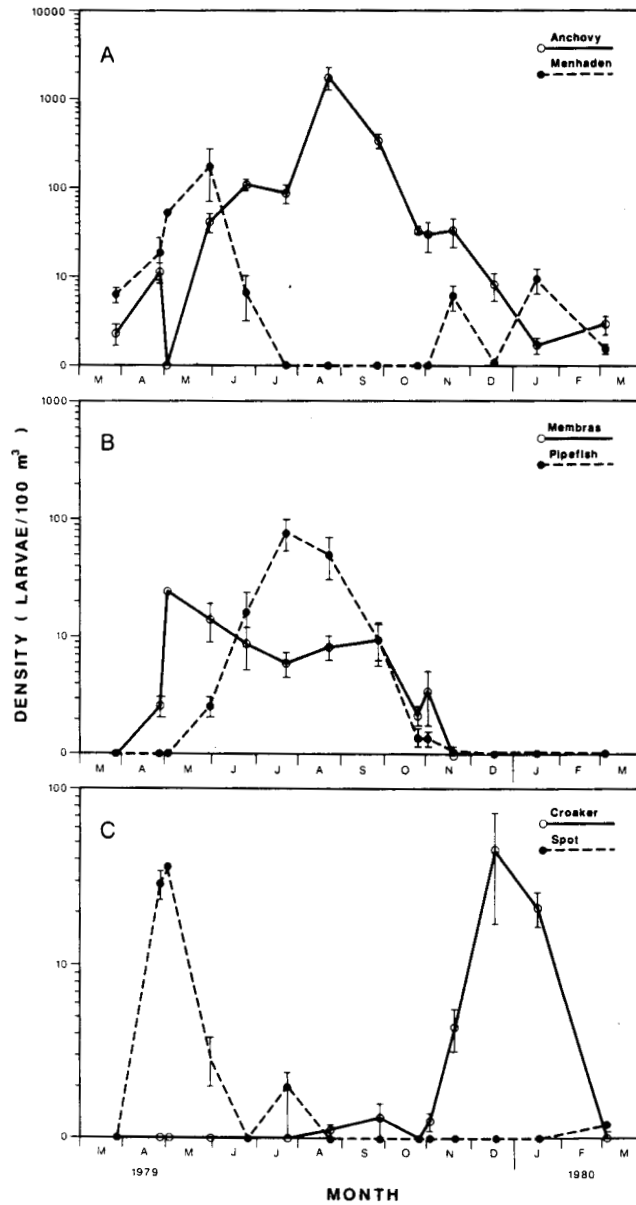 10000
1000
100
10
0
A
Anchovy
Menhaden
M A M J J A S O N D J F M
1000
100
10
0
B
Membras
Pipefish
M A M J J A S O N D J F M
100
10
0
C
Croaker
Spot
M A M J J A S O N D J F M
1979
1980
MONTH
DENSITY ( LARVAE/100 m³ )